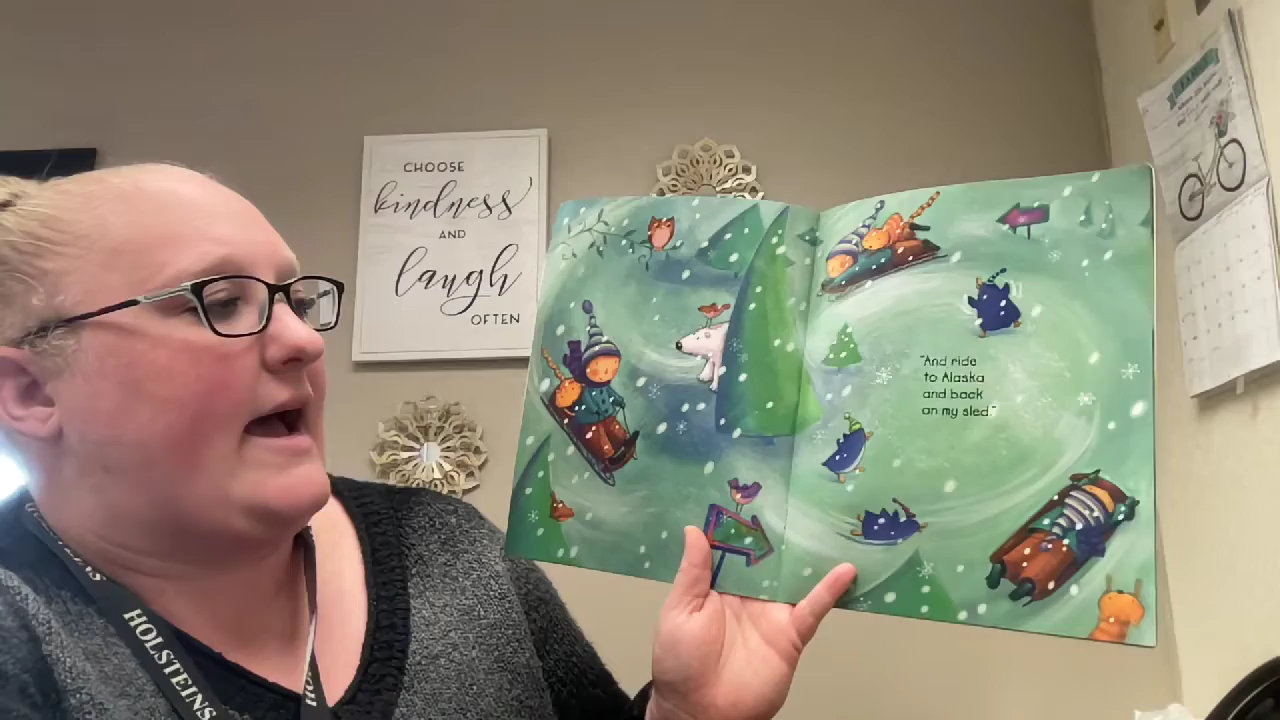 CHOOSE
kindness
AND
laugh
OFTEN
"And ride
to Alaska
and back
on my sled."
HOLSTEINS